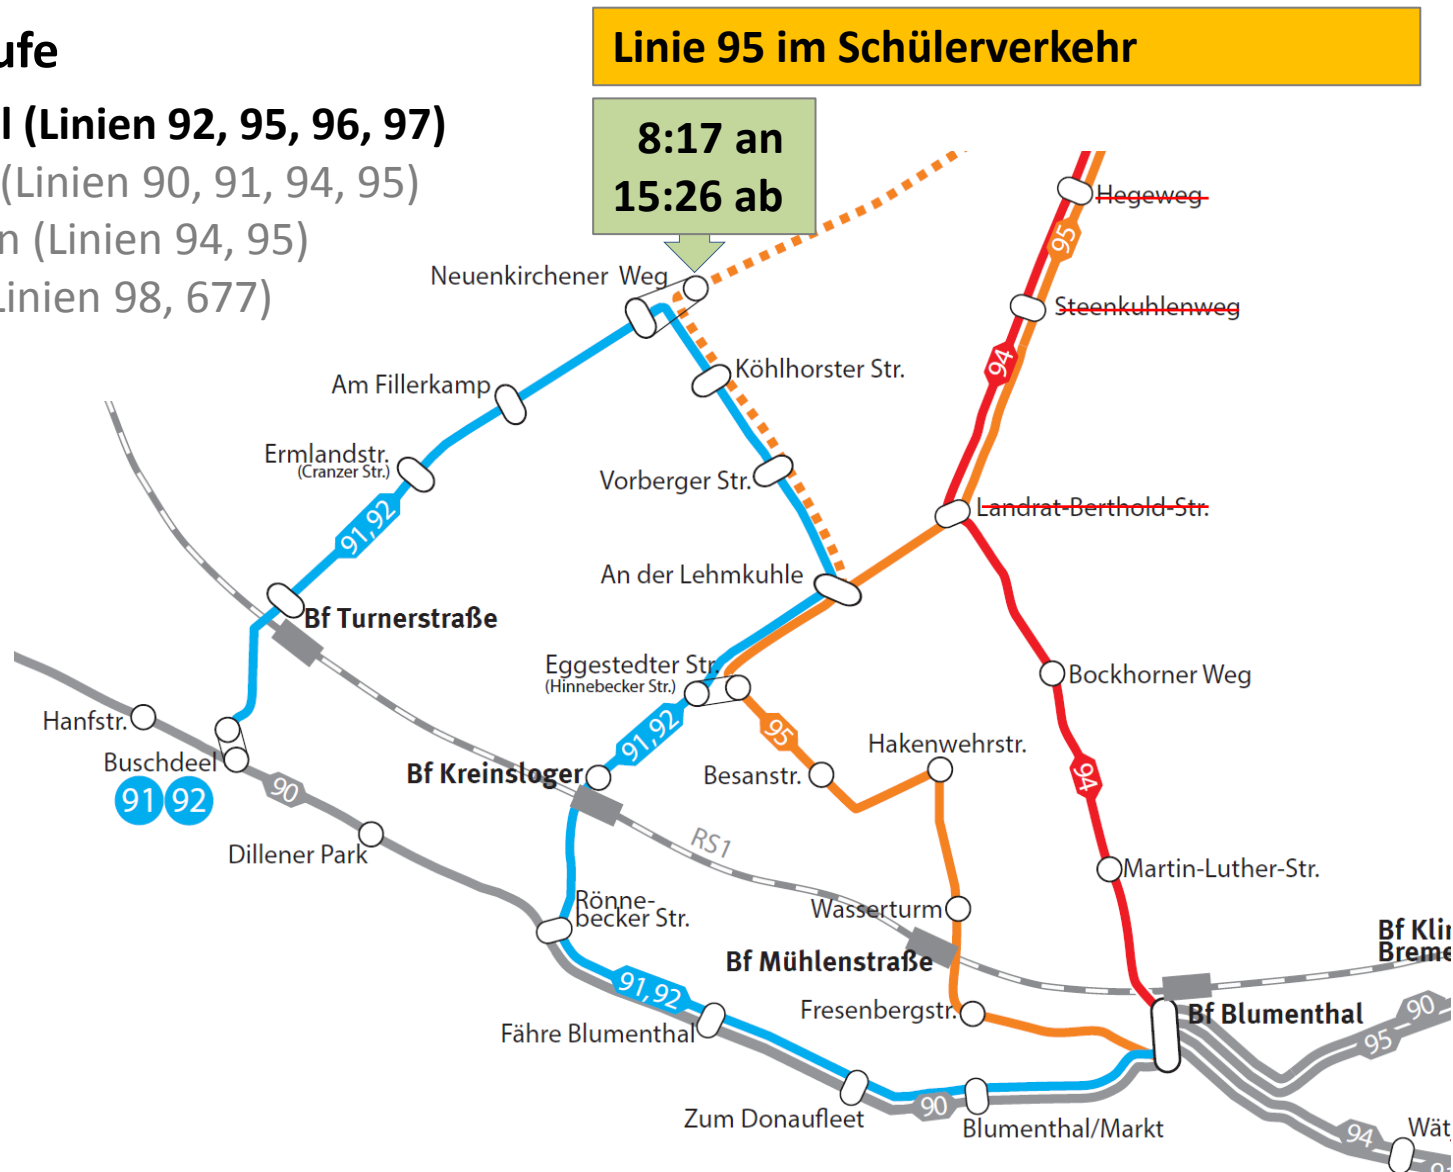 ufe
Linie 95 im Schülerverkehr
l (Linien 92, 95, 96, 97)
(Linien 90, 91, 94, 95)
n (Linien 94, 95)
Linien 98, 677)
8:17 an
15:26 ab
Hegeweg
95
Neuenkirchener Weg
Steenkuhlenweg
94
Köhlhorster Str.
Am Fillerkamp
Ermlandstr.
(Cranzer Str.)
Vorberger Str.
91, 92
Landrat-Berthold-Str.
An der Lehmkuhle
Bf Turnerstraße
Eggestedter Str.
(Hinnebecker Str.)
Bockhorner Weg
Hanfstr.
91, 92
95
Hakenwehrstr.
Buschdeel
91 92
90
Bf Kreinsloger
Besanstr.
94
Dillener Park
RS1
Martin-Luther-Str.
Rönne-
becker Str.
Wasserturm
Bf Mühlenstraße
Bf Klin
Breme
91, 92
Fresenbergstr.
Bf Blumenthal
90
95
Fähre Blumenthal
Zum Donaufleet
90
Blumenthal/Markt
94
Wätj